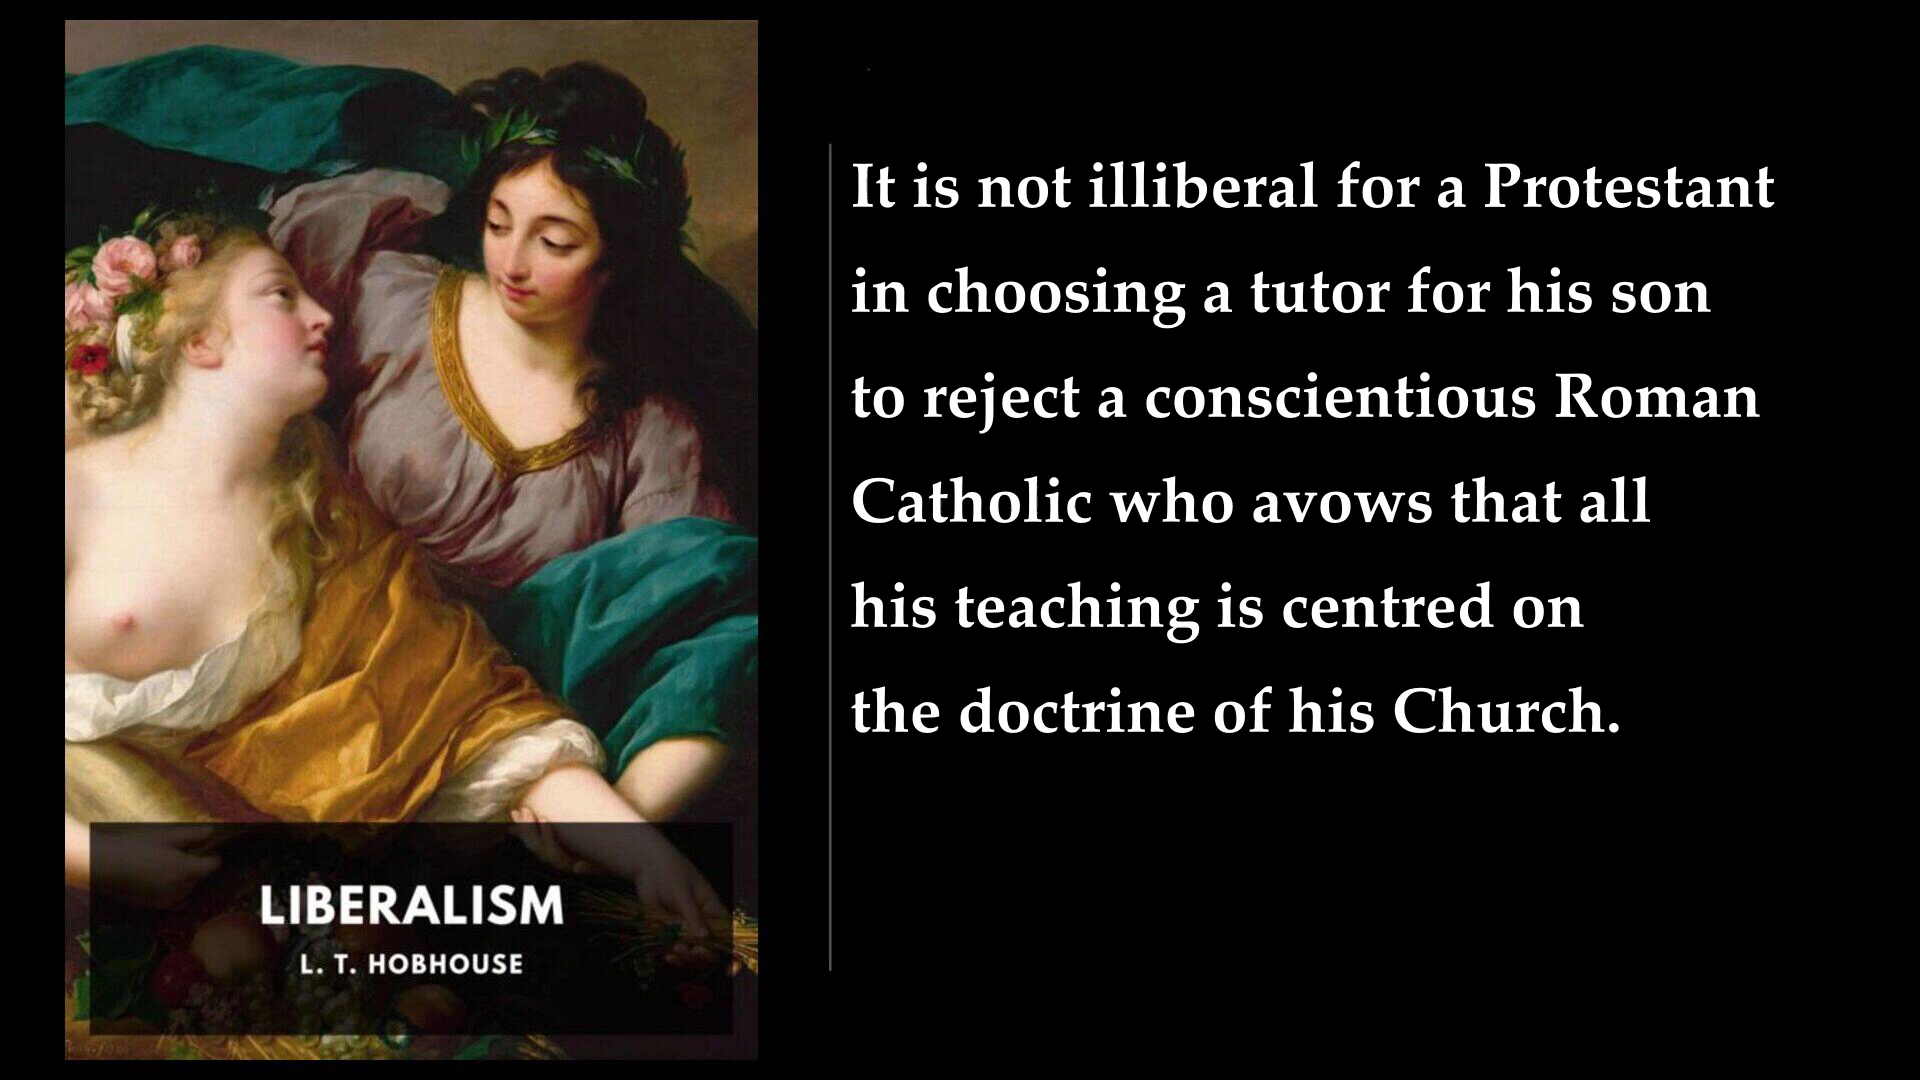 It is not illiberal for a Protestant
in choosing a tutor for his son
to reject a conscientious Roman
Catholic who avows that all
his teaching is centred on
the doctrine of his Church.
LIBERALISM
L. T. HOBHOUSE